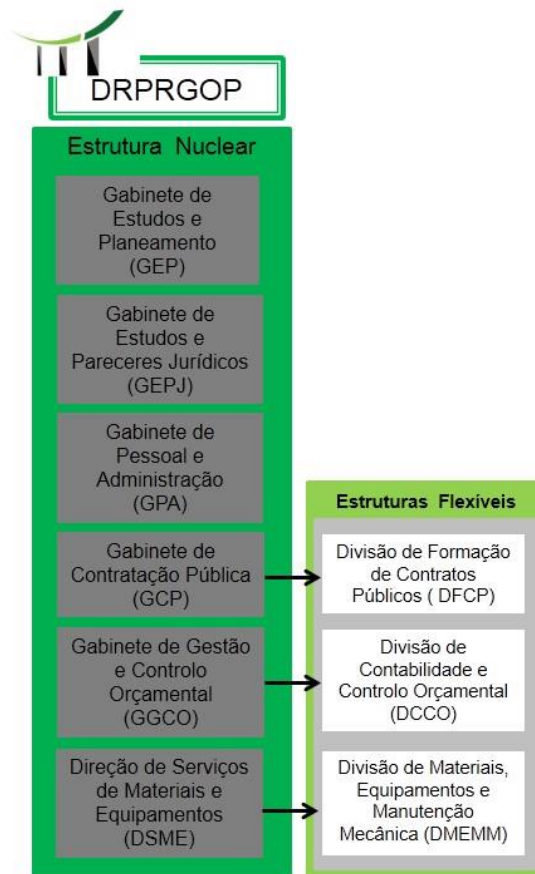 DRPRGOP
Estrutura Nuclear
Gabinete de
Estudos e
Planeamento
(GEP)
Gabinete de
Estudos e
Pareceres Jurídicos
(GEPJ)
Gabinete de
Pessoal e
Administração
(GPA)
Gabinete de
Contratação Pública
(GCP)
Gabinete de Gestão
e Controlo
Orçamental
(GGCO)
Direção de Serviços
de Materiais e
Equipamentos
(DSME)
Estruturas Flexíveis
Divisão de Formação
de Contratos
Públicos ( DFCP)
Divisão de
Contabilidade e
Controlo Orçamental
(DCCO)
Divisão de Materiais,
Equipamentos e
Manutenção
Mecânica (DMEMM)